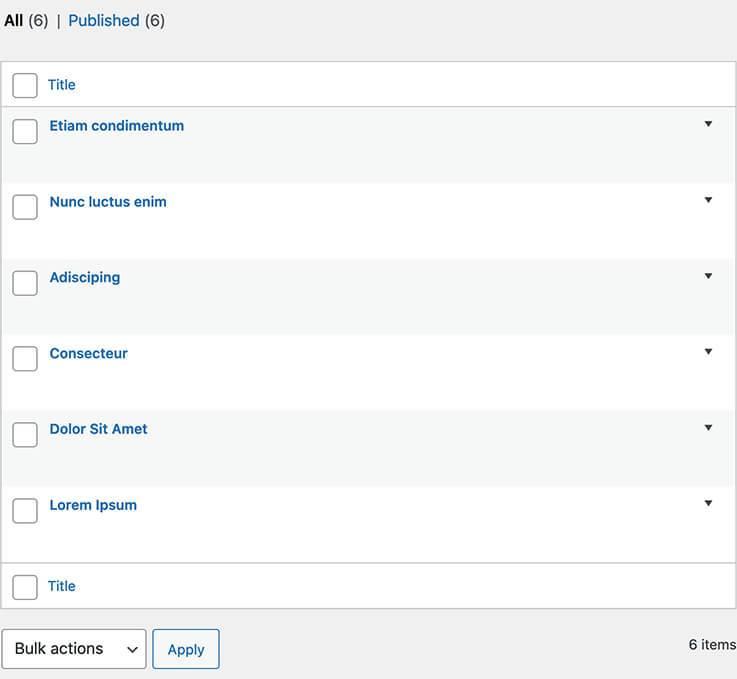 All (6) | Published (6)
Title
Etiam condimentum
Nunc luctus enim
Adisciping
Consecteur
Dolor Sit Amet
Lorem Ipsum
Title
Bulk actions Apply 6 items